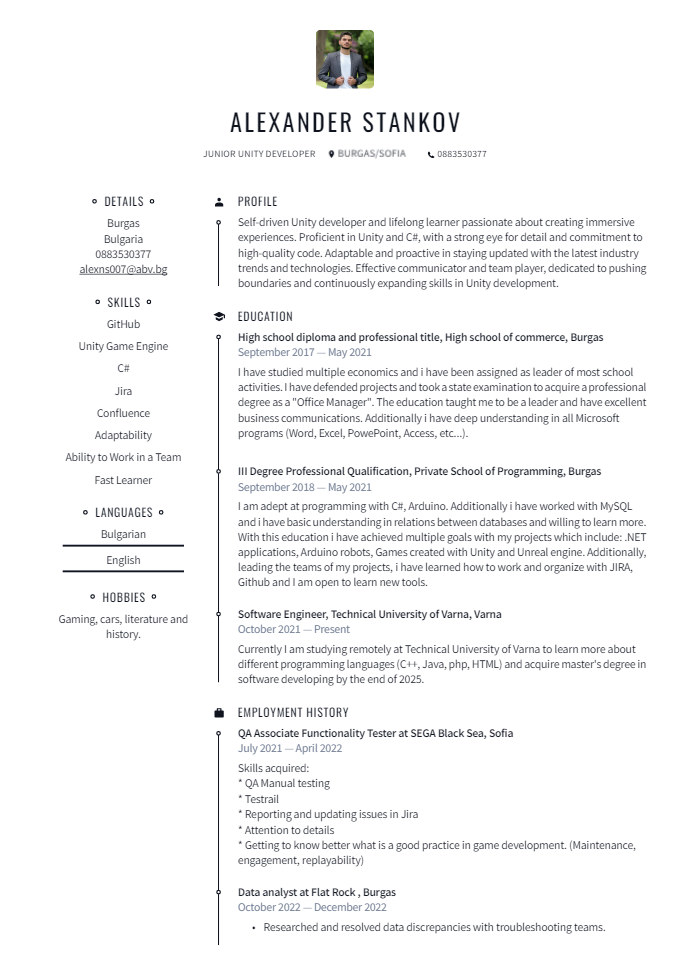 ALEXANDER STANKOV
JUNIOR UNITY DEVELOPER BURGAS/SOFIA 0883530377
DETAILS
Burgas
Bulgaria
0883530377
alexns007@abv.bg
SKILLS
GitHub
Unity Game Engine
C#
Jira
Confluence
Adaptability
Ability to Work in a Team
Fast Learner
LANGUAGES
Bulgarian
English
HOBBIES
Gaming, cars, literature and
history.
PROFILE
Self-driven Unity developer and lifelong learner passionate about creating immersive
experiences. Proficient in Unity and C#, with a strong eye for detail and commitment to
high-quality code. Adaptable and proactive in staying updated with the latest industry
trends and technologies. Effective communicator and team player, dedicated to pushing
boundaries and continuously expanding skills in Unity development.
EDUCATION
High school diploma and professional title, High school of commerce, Burgas
September 2017 — May 2021
I have studied multiple economics and i have been assigned as leader of most school
activities. I have defended projects and took a state examination to acquire a professional
degree as a "Office Manager". The education taught me to be a leader and have excellent
business communications. Additionally i have deep understanding in all Microsoft
programs (Word, Excel, PowePoint, Access, etc...).
III Degree Professional Qualification, Private School of Programming, Burgas
September 2018 — May 2021
I am adept at programming with C#, Arduino. Additionally i have worked with MySQL
and i have basic understanding in relations between databases and willing to learn more.
With this education i have achieved multiple goals with my projects which include: .NET
applications, Arduino robots, Games created with Unity and Unreal engine. Additionally,
leading the teams of my projects, i have learned how to work and organize with JIRA,
Github and I am open to learn new tools.
Software Engineer, Technical University of Varna, Varna
October 2021 — Present
Currently I am studying remotely at Technical University of Varna to learn more about
different programming languages (C++, Java, php, HTML) and acquire master's degree in
software developing by the end of 2025.
EMPLOYMENT HISTORY
QA Associate Functionality Tester at SEGA Black Sea, Sofia
July 2021 — April 2022
Skills acquired:
* QA Manual testing
* Testrail
* Reporting and updating issues in Jira
* Attention to details
* Getting to know better what is a good practice in game development. (Maintenance,
engagement, replayability)
Data analyst at Flat Rock , Burgas
October 2022 — December 2022
• Researched and resolved data discrepancies with troubleshooting teams.